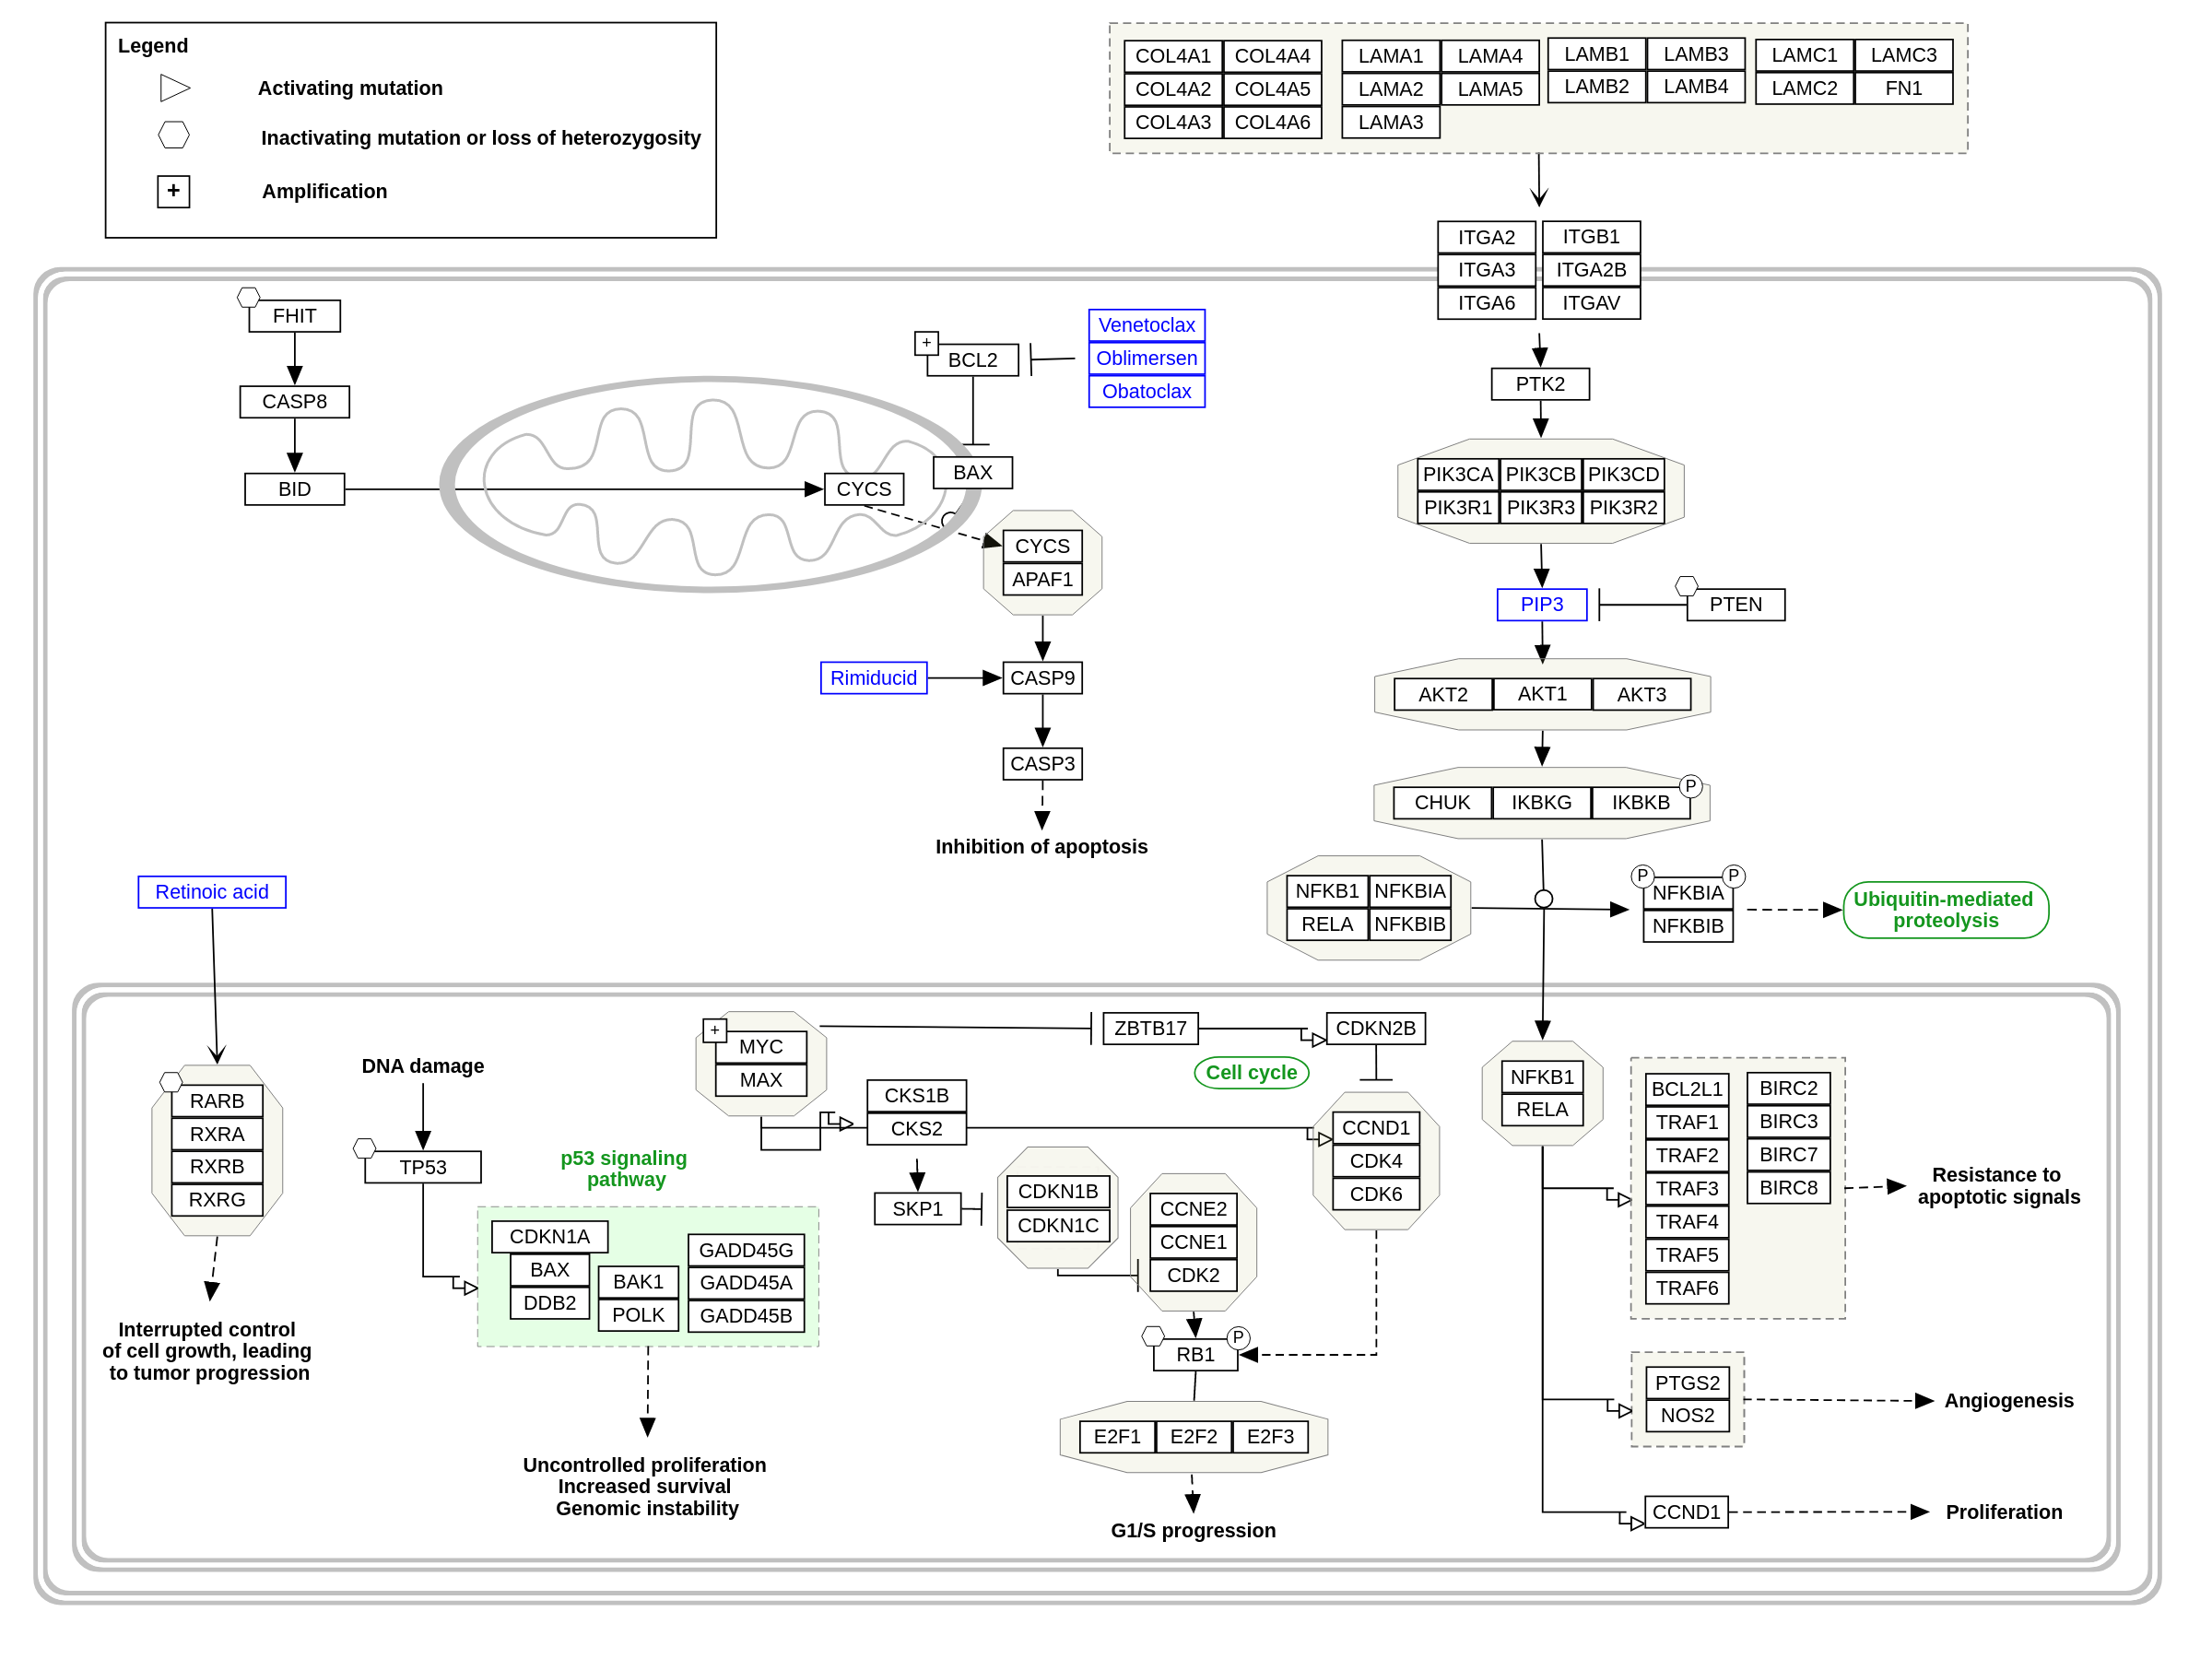 Legend
Activating mutation
Inactivating mutation or loss of heterozygosity
+
Amplification
COL4A1 COL4A4
COL4A2 COL4A5
COL4A3 COL4A6
LAMA1 LAMA4
LAMA2 LAMA5
LAMA3
LAMB1 LAMB3
LAMB2 LAMB4
LAMC1 LAMC3
LAMC2 FN1
ITGA2 ITGB1
ITGA3 ITGA2B
ITGA6 ITGAV
FHIT
CASP8
BID
+
BCL2
Venetoclax
Oblimersen
Obatoclax
BAX
CYCS
CYCS
APAF1
Rimiducid
CASP9
CASP3
Inhibition of apoptosis
PTK2
PIK3CA PIK3CB PIK3CD
PIK3R1 PIK3R3 PIK3R2
PIP3
PTEN
AKT2 AKT1 AKT3
P
CHUK IKBKG IKBKB
NFKB1 NFKBIA
RELA NFKBIB
P P
NFKBIA
NFKBIB
Ubiquitin-mediated
proteolysis
Retinoic acid
RARB
RXRA
RXRB
RXRG
Interrupted control
of cell growth, leading
to tumor progression
DNA damage
TP53
p53 signaling
pathway
CDKN1A
BAX
DDB2
BAK1
POLK
GADD45G
GADD45A
GADD45B
Uncontrolled proliferation
Increased survival
Genomic instability
+
MYC
MAX
ZBTB17
CDKN2B
Cell cycle
CKS1B
CKS2
SKP1
CDKN1B
CDKN1C
CCNE2
CCNE1
CDK2
CCND1
CDK4
CDK6
P
RB1
E2F1 E2F2 E2F3
G1/S progression
NFKB1
RELA
BCL2L1
TRAF1
TRAF2
TRAF3
TRAF4
TRAF5
TRAF6
BIRC2
BIRC3
BIRC7
BIRC8
Resistance to
apoptotic signals
PTGS2
NOS2
Angiogenesis
CCND1
Proliferation